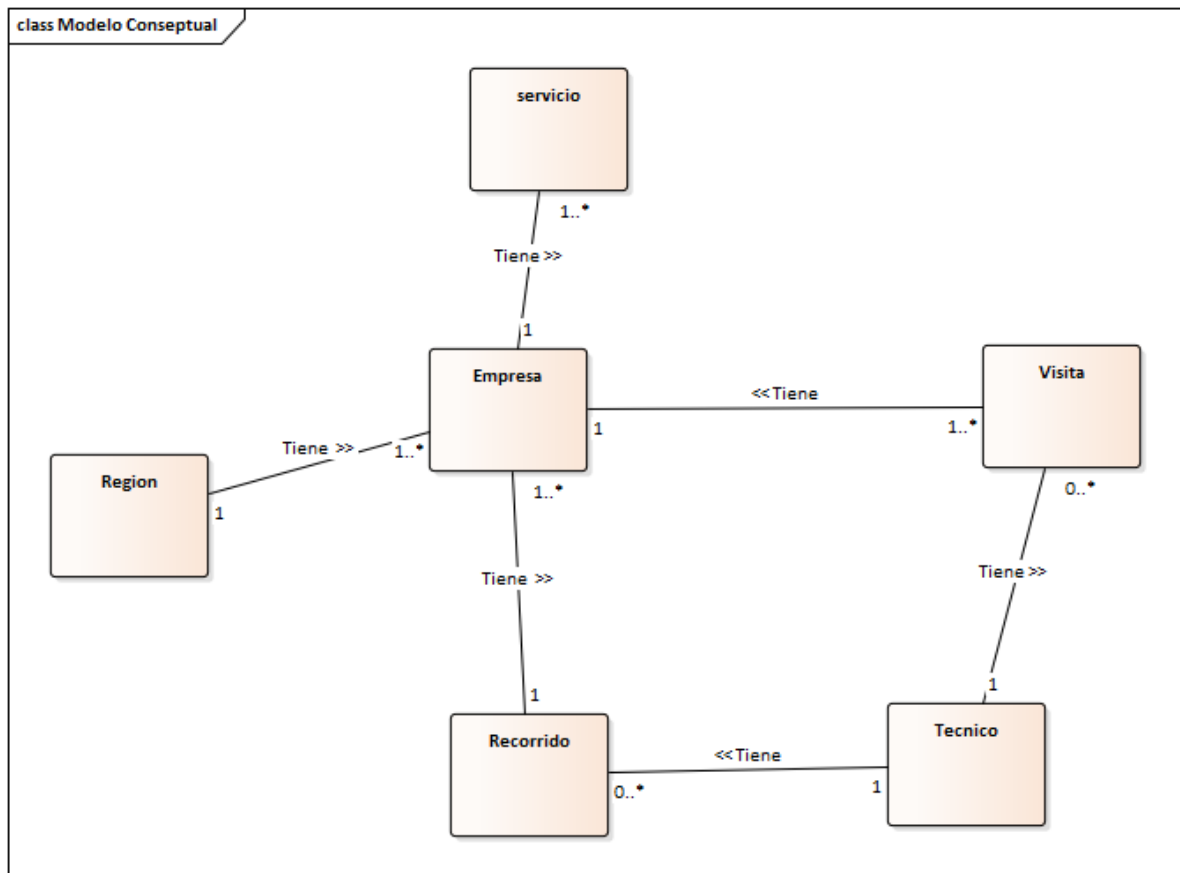 class Modelo Conseptual
servicio
1..*
Tiene >>
1
Empresa
Visita
<<Tiene
1
1..*
Tiene >>
1..*
Region
1
1..*
0..*
Tiene >>
Tiene >>
1
1
Recorrido
Tecnico
<<Tiene
0..*
1